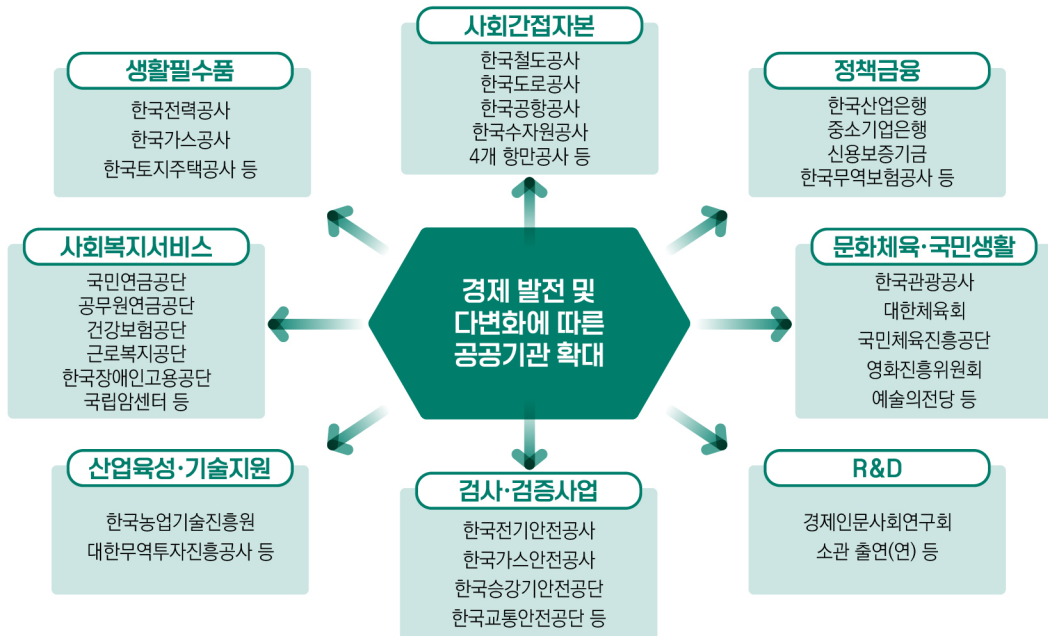 사회간접자본
한국철도공사
한국도로공사
한국공항공사
한국수자원공사
4개 항만공사 등
생활필수품
한국전력공사
한국가스공사
한국토지주택공사 등
정책금융
한국산업은행
중소기업은행
신용보증기금
한국무역보험공사 등
사회복지서비스
국민연금공단
공무원연금공단
건강보험공단
근로복지공단
한국장애인고용공단
국립암센터 등
경제 발전 및
다변화에 따른
공공기관 확대
문화체육·국민생활
한국관광공사
대한체육회
국민체육진흥공단
영화진흥위원회
예술의전당 등
산업육성·기술지원
한국농업기술진흥원
대한무역투자진흥공사 등
검사·검증사업
한국전기안전공사
한국가스안전공사
한국승강기안전공단
한국교통안전공단 등
R&D
경제인문사회연구회
소관 출연(연) 등